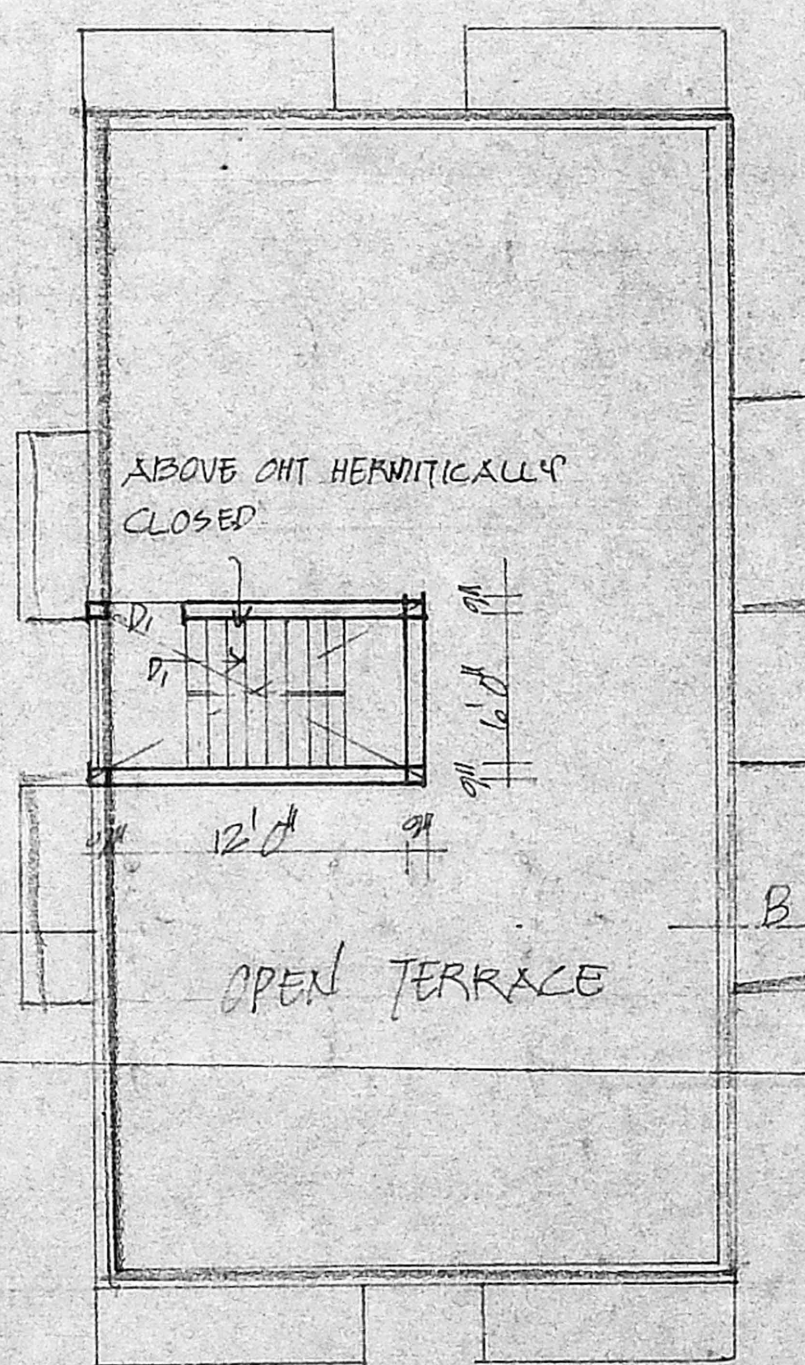 ABOVE OHT HERMITICALLY
CLOSED
D1
D1
9"
6'0"
9"
9"
12'0"
9"
B
OPEN TERRACE